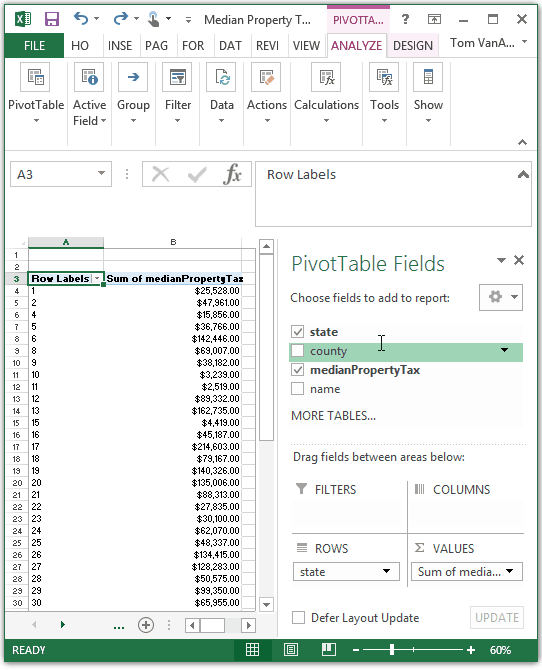 Median Property T... PIVOTTA...
FILE HO INSE PAG FOR DAT REVI VIEW ANALYZE DESIGN Tom VanA...
PivotTable Active Field Group Filter Data Actions Calculations Tools Show
A3 fx Row Labels
A B
1
2
3 Row Labels Sum of medianPropertyTax
4 1 $25,528.00
5 2 $47,961.00
6 4 $15,856.00
7 5 $36,766.00
8 6 $142,446.00
9 8 $69,007.00
10 9 $38,182.00
11 10 $3,239.00
12 11 $2,519.00
13 12 $89,332.00
14 13 $162,735.00
15 15 $4,419.00
16 16 $45,187.00
17 17 $214,603.00
18 18 $79,167.00
19 19 $140,326.00
20 20 $135,006.00
21 21 $88,313.00
22 22 $27,835.00
23 23 $30,100.00
24 24 $62,070.00
25 25 $48,337.00
26 26 $134,415.00
27 27 $128,283.00
28 28 $50,575.00
29 29 $99,350.00
30 30 $65,955.00
PivotTable Fields
Choose fields to add to report:
state
county
medianPropertyTax
name
MORE TABLES...
Drag fields between areas below:
FILTERS COLUMNS
ROWS Σ VALUES
state Sum of media...
Defer Layout Update UPDATE
...
READY 60%